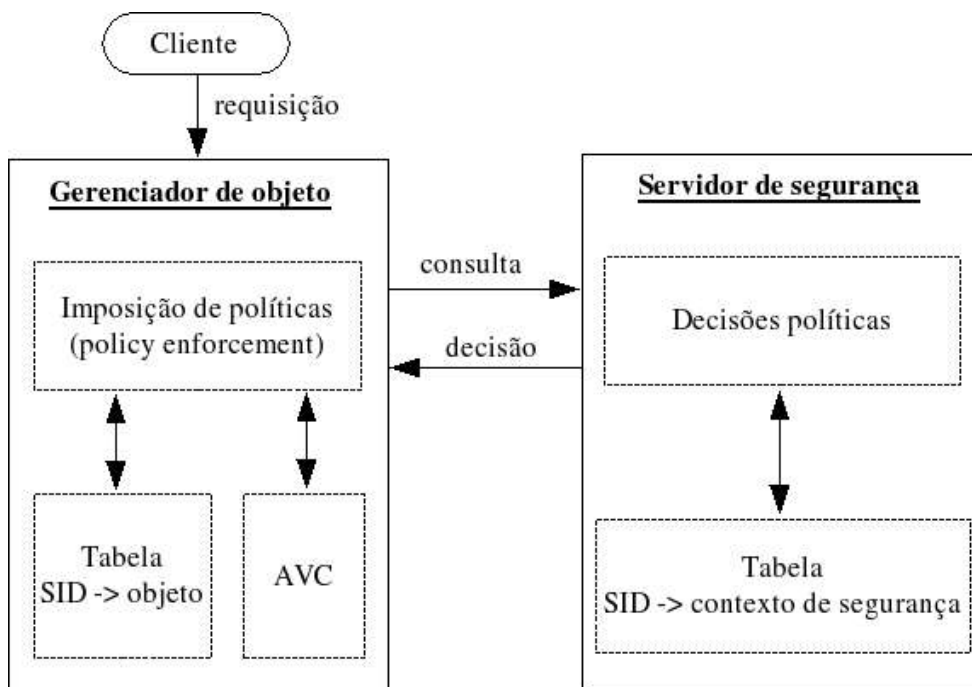 Cliente
requisição
Gerenciador de objeto
Servidor de segurança
consulta
Imposição de políticas
(policy enforcement)
Decisões políticas
decisão
Tabela
SID -> objeto
AVC
Tabela
SID -> contexto de segurança